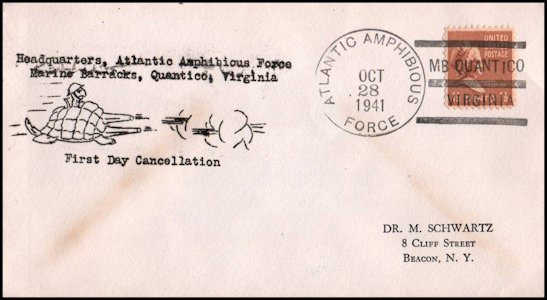 Headquarters, Atlantic Amphibious Force
Marine Barracks, Quantico, Virginia
First Day Cancellation
ATLANTIC AMPHIBIOUS
FORCE
OCT
28
1941
UNITED
POSTAGE
MB QUANTICO
VIRGINIA
DR. M. SCHWARTZ
8 CLIFF STREET
BEACON, N. Y.